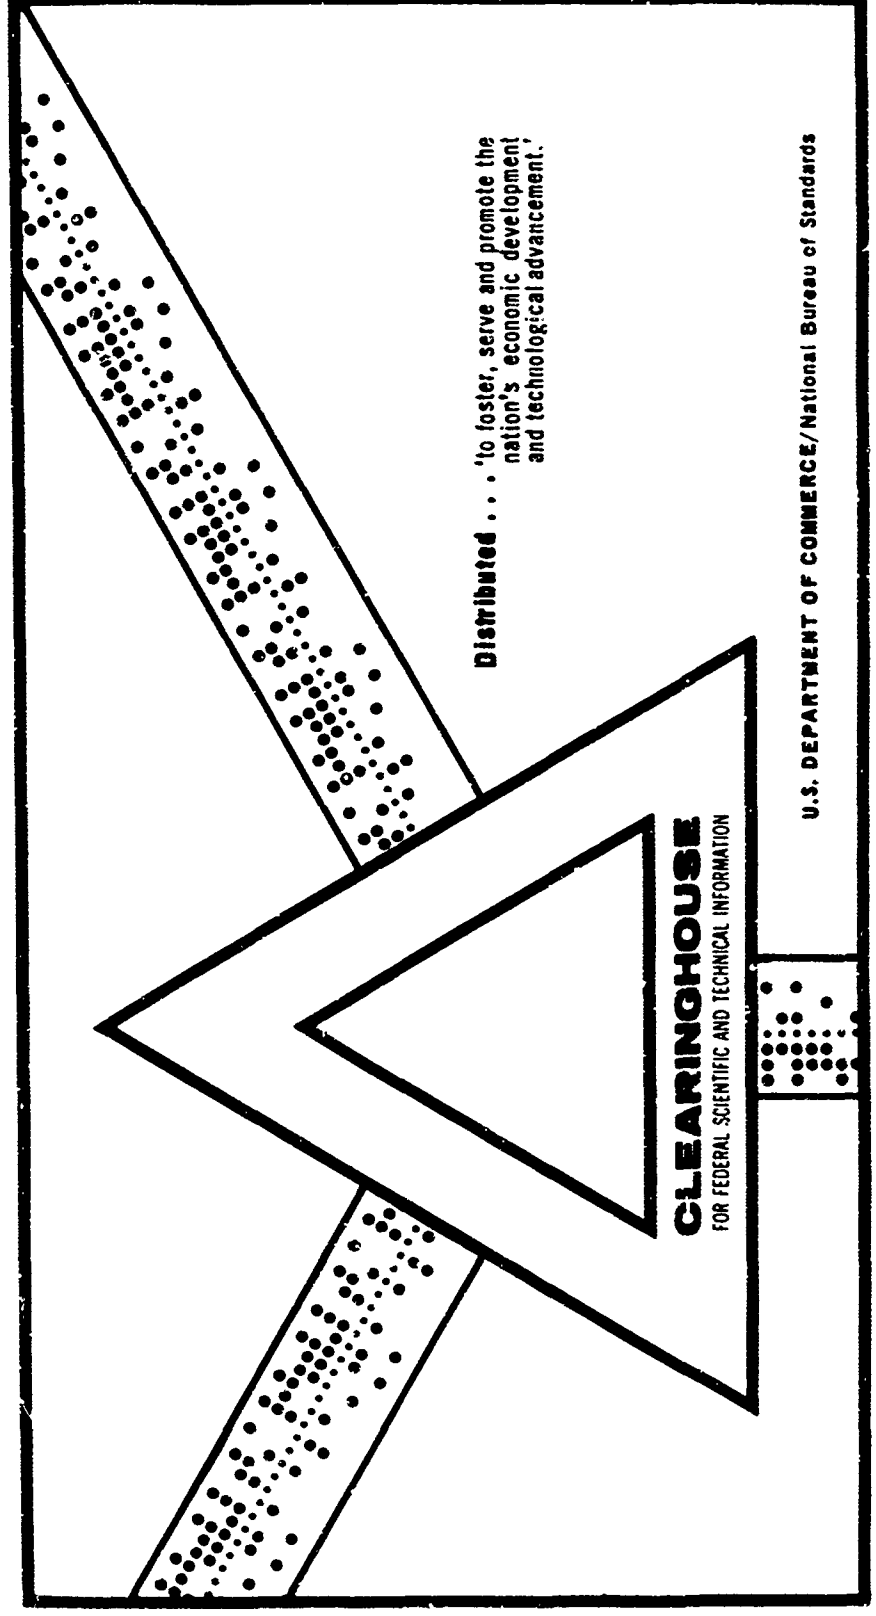 Distributed . . . 'to foster, serve and promote the
nation's economic development
and technological advancement.'
CLEARINGHOUSE
FOR FEDERAL SCIENTIFIC AND TECHNICAL INFORMATION
U.S. DEPARTMENT OF COMMERCE/National Bureau of Standards